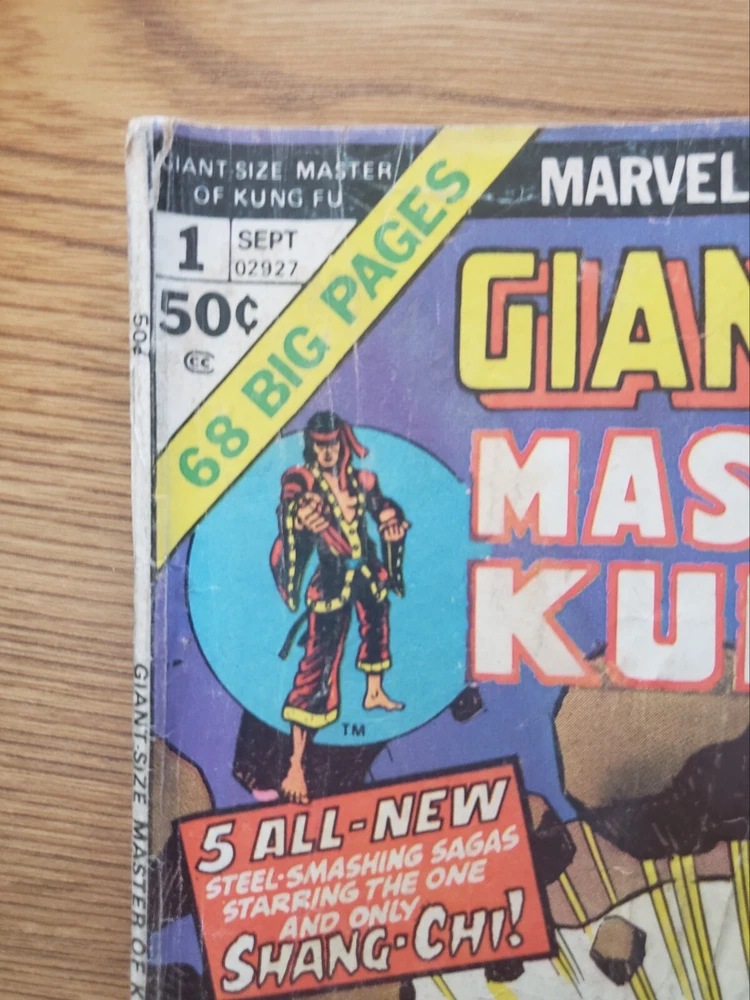 GIANT-SIZE MASTER
OF KUNG FU
MARVEL
1
SEPT
02927
50¢
CC
68 BIG PAGES
GIAN
MAS
KU
TM
5 ALL-NEW
STEEL-SMASHING SAGAS
STARRING THE ONE
AND ONLY
SHANG-CHI!
50¢
GIANT-SIZE MASTER OF K